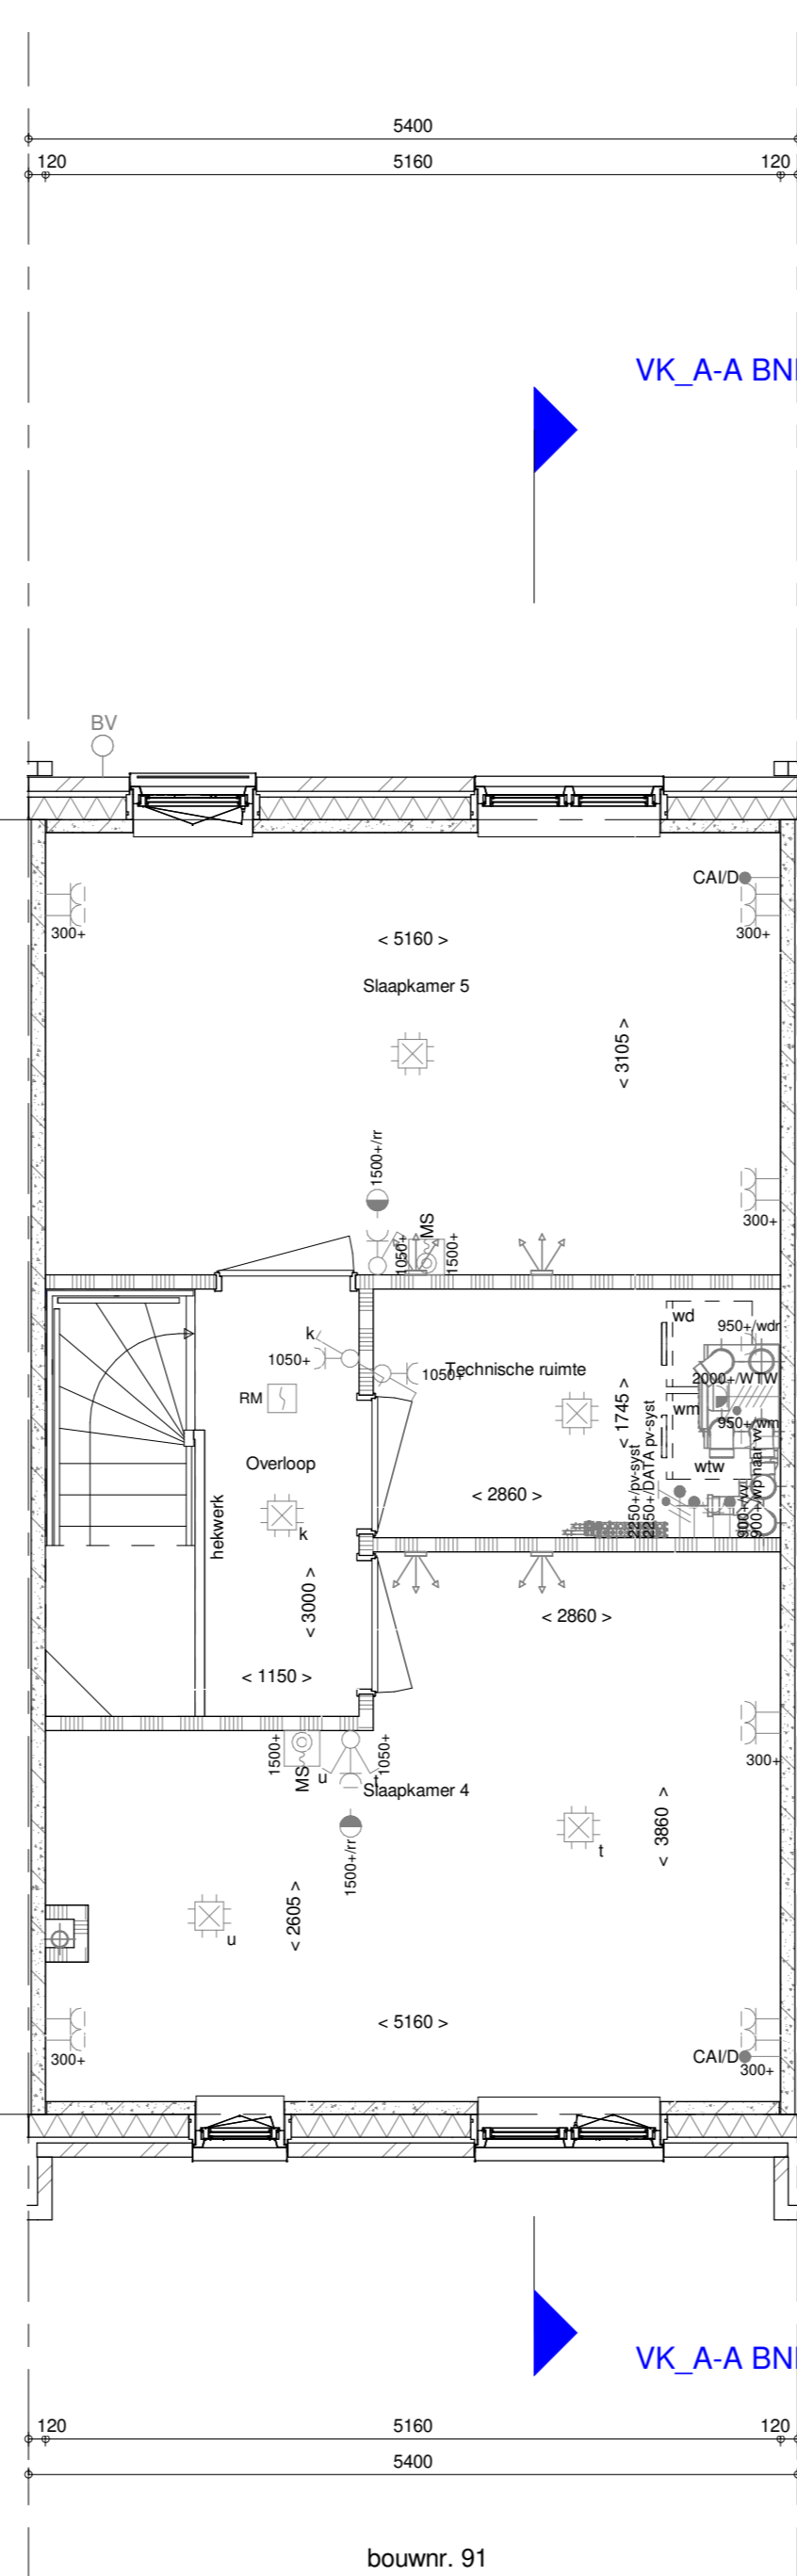 5400
120 5160 120
VK_A-A BN
BV
CAI/D
300+ 300+
< 5160 >
Slaapkamer 5
< 3105 >
1500+/rr
300+
1050+
MS
1500+
k
1050+
1050+
Technische ruimte
wd
950+/wdr
2000+/WTW
RM
< 1745 >
wm
950+/wm
Overloop
wtw
2250+/pv-syst
2250+/DATA pv-syst
< 2860 >
k
hekwerk
< 3000 >
< 2860 >
< 1150 >
1500+
MS
u
t
1050+
300+
Slaapkamer 4
< 3860 >
t
1500+/rr
< 2605 >
u
< 5160 >
300+
CAI/D
300+
VK_A-A BN
120 5160 120
5400
bouwnr. 91